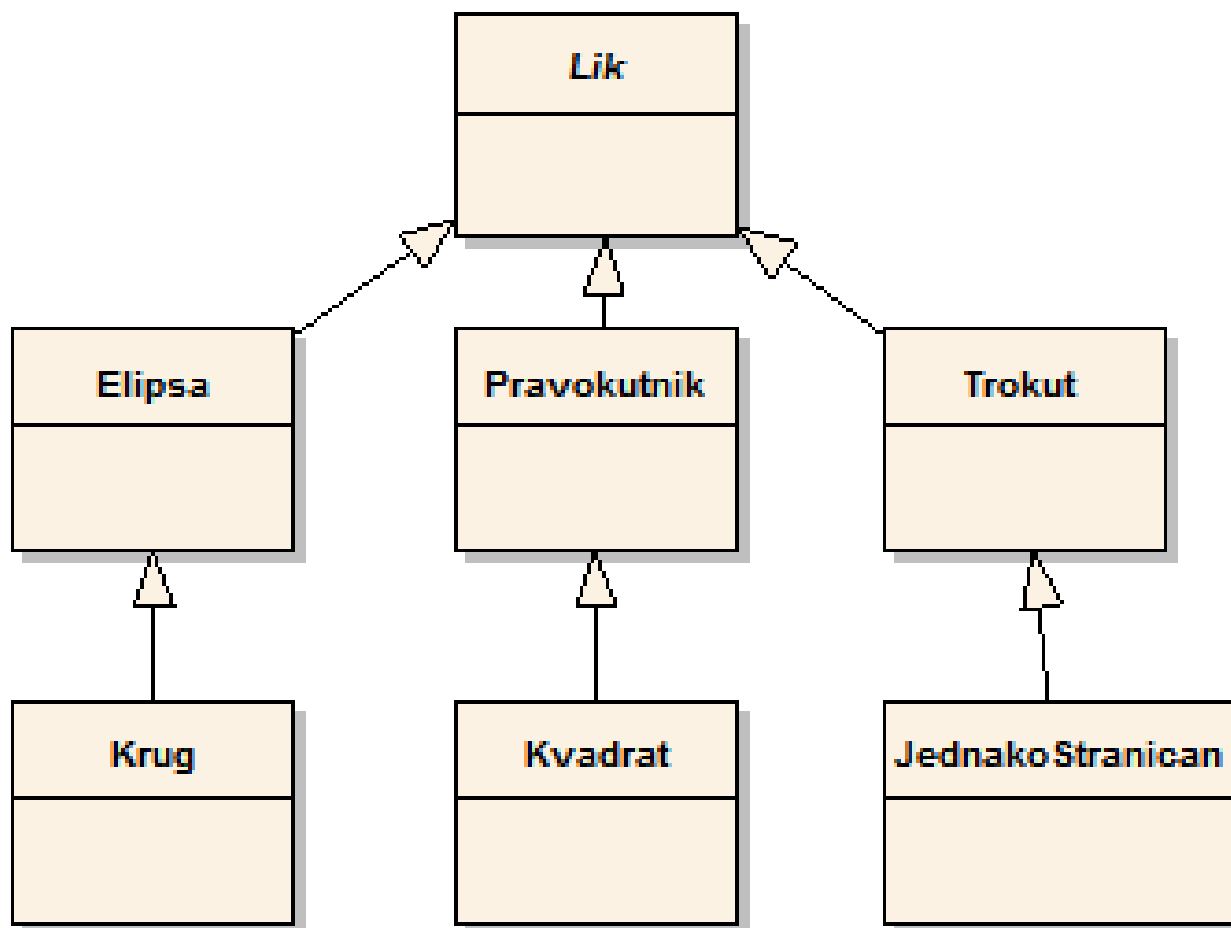 Lik
Elipsa
Pravokutnik
Trokut
Krug
Kvadrat
JednakoStranican